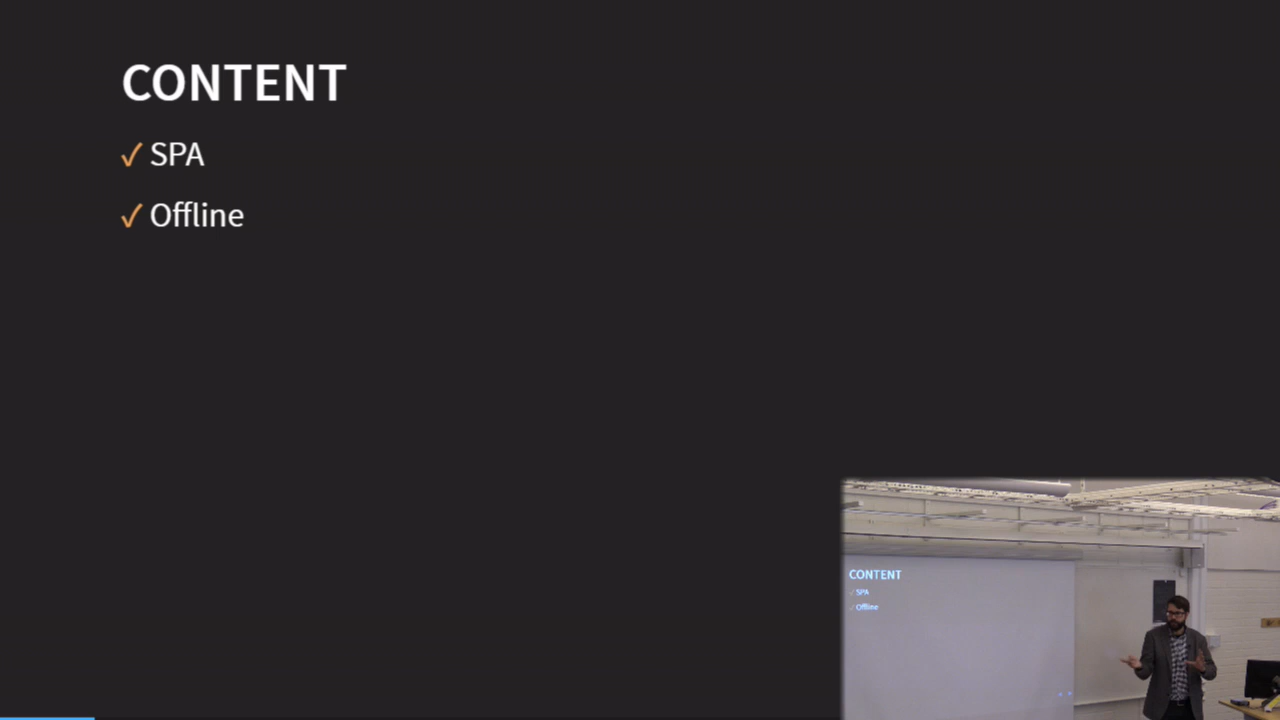 CONTENT
✓ SPA
✓ Offline
CONTENT
SPA
Offline